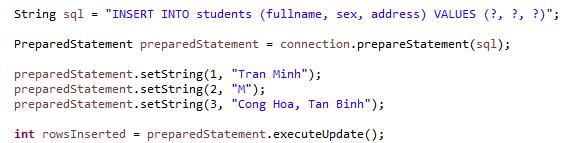 String sql = "INSERT INTO students (fullname, sex, address) VALUES (?, ?, ?)";
PreparedStatement preparedStatement = connection.prepareStatement(sql);
preparedStatement.setString(1, "Tran Minh");
preparedStatement.setString(2, "M");
preparedStatement.setString(3, "Cong Hoa, Tan Binh");
int rowsInserted = preparedStatement.executeUpdate();